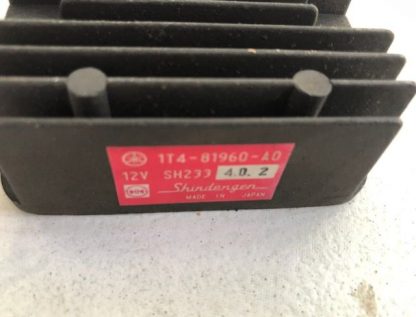 1T4-81960-A0
12V SH233 4.0.2
Shindengen
MADE IN JAPAN